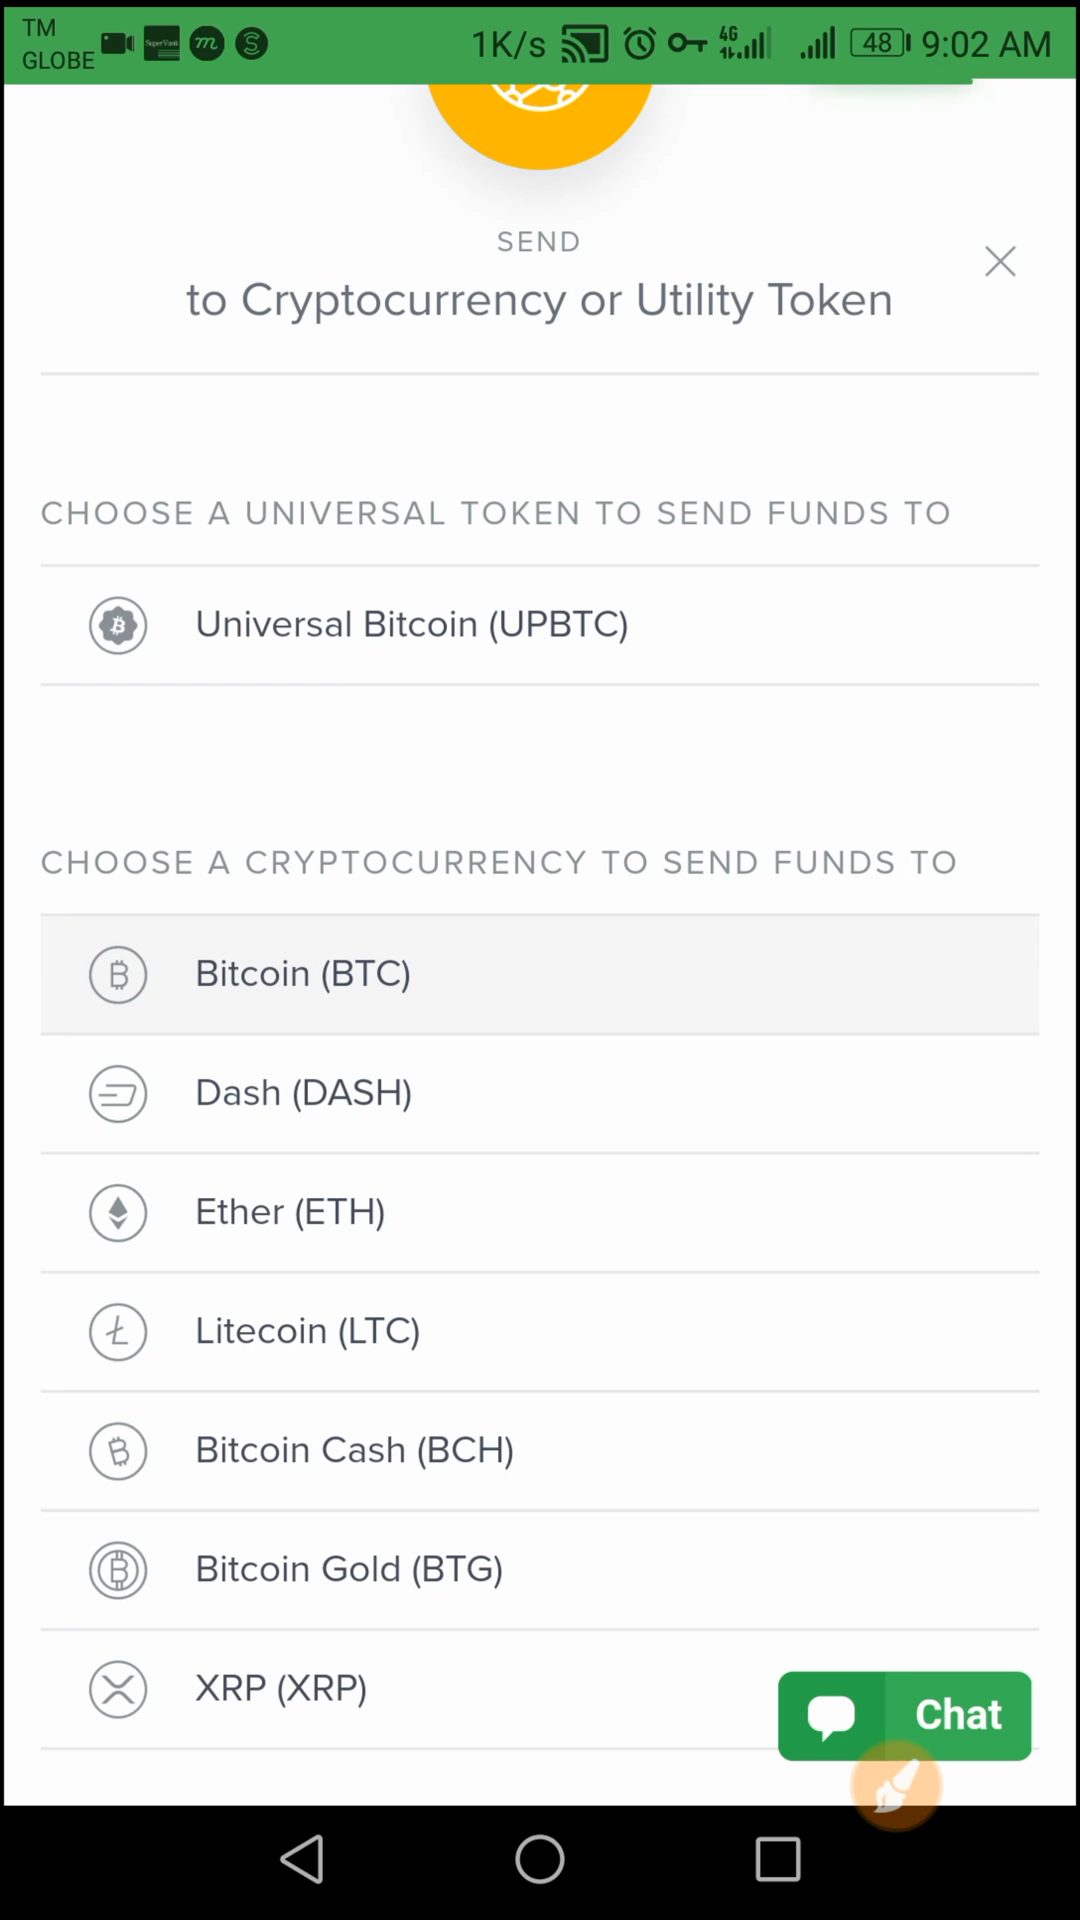 TM
GLOBE
SuperVank
1K/s 4G 48 9:02 AM
SEND
to Cryptocurrency or Utility Token
CHOOSE A UNIVERSAL TOKEN TO SEND FUNDS TO
Universal Bitcoin (UPBTC)
CHOOSE A CRYPTOCURRENCY TO SEND FUNDS TO
Bitcoin (BTC)
Dash (DASH)
Ether (ETH)
Litecoin (LTC)
Bitcoin Cash (BCH)
Bitcoin Gold (BTG)
XRP (XRP)
Chat